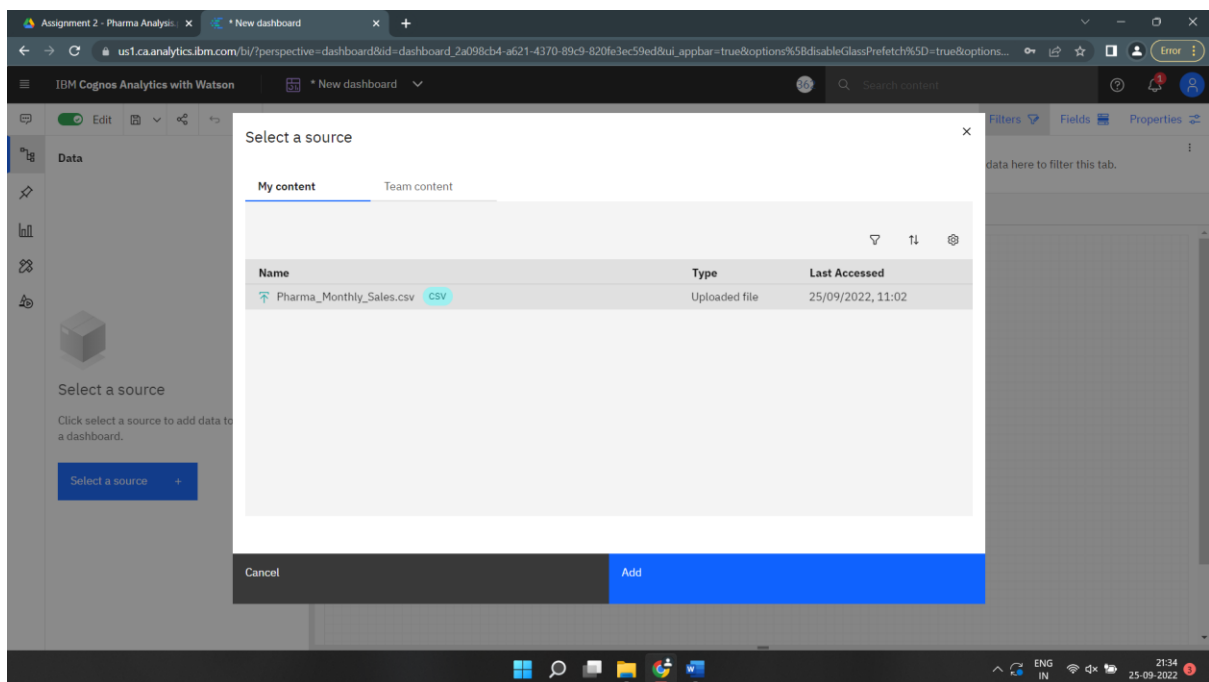 Assignment 2 - Pharma Analysis.
* New dashboard
us1.ca.analytics.ibm.com/bi/?perspective=dashboard&id=dashboard_2a098cb4-a621-4370-89c9-820fe3ec59ed&ui_appbar=true&options%5BdisableGlassPrefetch%5D=true&options...
Error
IBM Cognos Analytics with Watson
* New dashboard
Search content
Edit
Filters
Fields
Properties
Data
data here to filter this tab.
Select a source
My content
Team content
Name Type Last Accessed
Pharma_Monthly_Sales.csv CSV Uploaded file 25/09/2022, 11:02
Select a source
Click select a source to add data to
a dashboard.
Select a source +
Cancel
Add
ENG
IN
21:34
25-09-2022